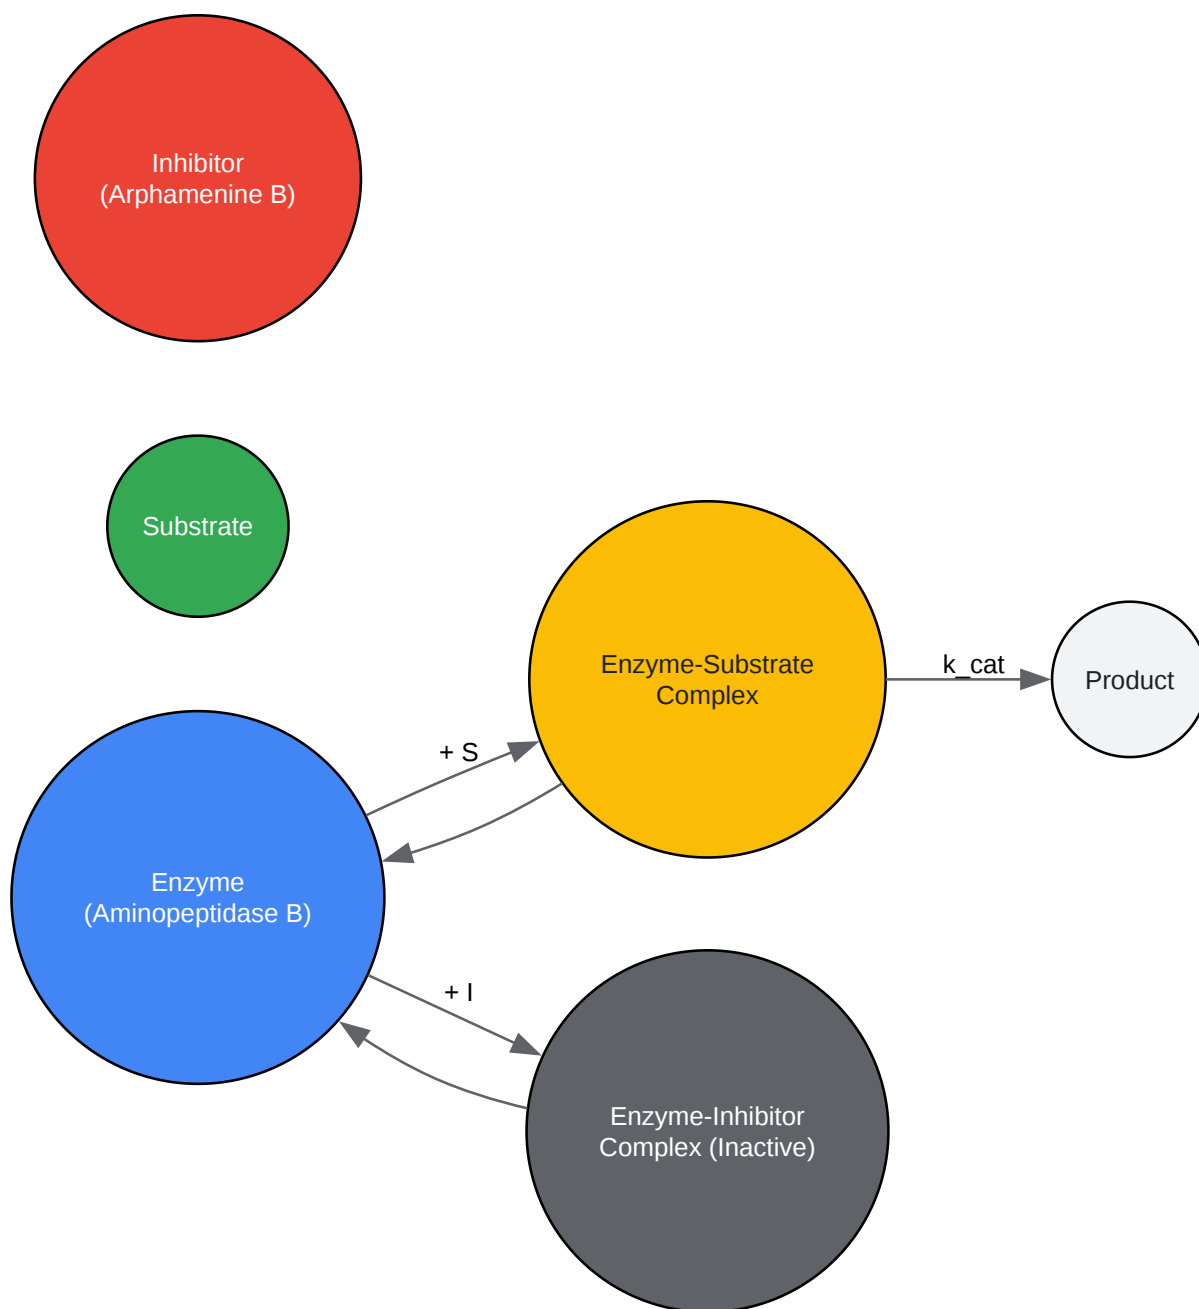 Inhibitor
(Arphamenine B)
Substrate
Enzyme-Substrate
Complex
k_cat
Product
+ S
Enzyme
(Aminopeptidase B)
+ I
Enzyme-Inhibitor
Complex (Inactive)